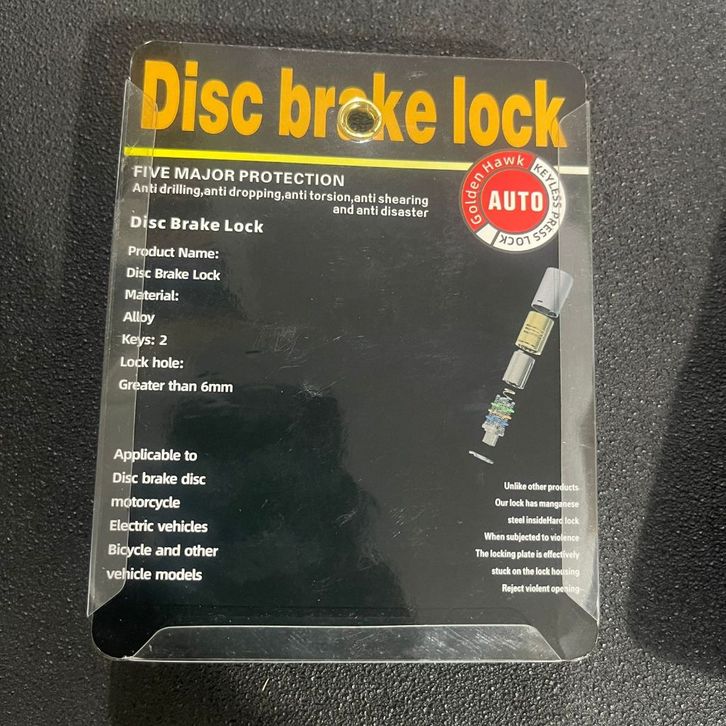 Disc brake lock
FIVE MAJOR PROTECTION
Anti drilling,anti dropping,anti torsion,anti shearing
and anti disaster
Golden Hawk
KEYLESS PRESS LOCK
AUTO
Disc Brake Lock
Product Name:
Disc Brake Lock
Material:
Alloy
Keys: 2
Lock hole:
Greater than 6mm
Applicable to
Disc brake disc
motorcycle
Electric vehicles
Bicycle and other
vehicle models
Unlike other products
Our lock has manganese
steel insideHard lock
When subjected to violence
The locking plate is effectively
stuck on the lock housing
Reject violent opening